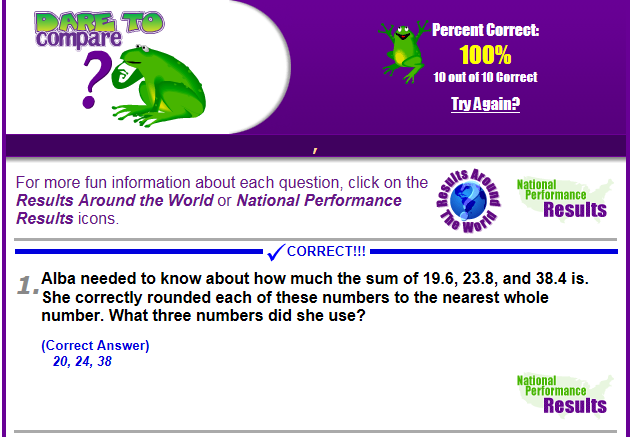 DARE TO
compare
?
Percent Correct:
100%
10 out of 10 Correct
Try Again?
,
For more fun information about each question, click on the
Results Around the World or National Performance
Results icons.
Results Around
The World
?
National
Performance
Results
CORRECT!!!
1. Alba needed to know about how much the sum of 19.6, 23.8, and 38.4 is.
She correctly rounded each of these numbers to the nearest whole
number. What three numbers did she use?
(Correct Answer)
20, 24, 38
National
Performance
Results